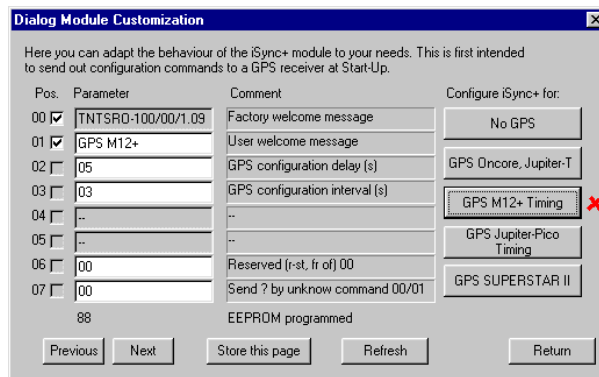 Dialog Module Customization
Here you can adapt the behaviour of the iSync+ module to your needs. This is first intended
to send out configuration commands to a GPS receiver at Start-Up.
Pos. Parameter Comment Configure iSync+ for:
00 TNTSRO-100/00/1.09 Factory welcome message No GPS
01 GPS M12+ User welcome message
02 05 GPS configuration delay (s) GPS Oncore, Jupiter-T
03 03 GPS configuration interval (s) GPS M12+ Timing
04 -- --
05 -- -- GPS Jupiter-Pico
Timing
06 00 Reserved (r-st, fr of) 00 GPS SUPERSTAR II
07 00 Send ? by unknow command 00/01
88 EEPROM programmed
Previous Next Store this page Refresh Return